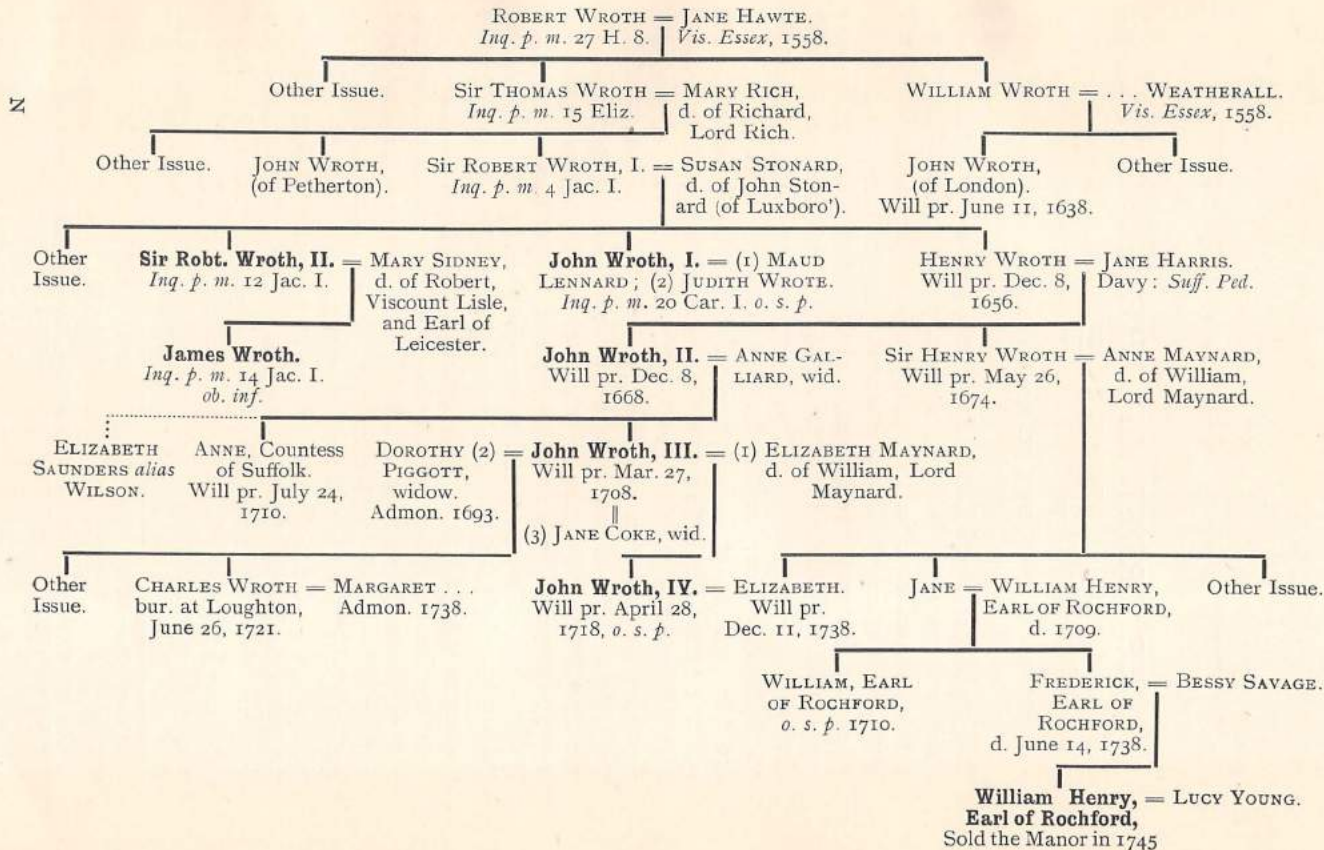 ROBERT WROTH = JANE HAWTE.
Inq. p. m. 27 H. 8. Vis. Essex, 1558.
N
Other Issue.
Sir THOMAS WROTH = MARY RICH,
Inq. p. m. 15 Eliz. d. of Richard,
Lord Rich.
WILLIAM WROTH = . . . WEATHERALL.
Vis. Essex, 1558.
Other Issue.
JOHN WROTH,
(of Petherton).
Sir ROBERT WROTH, I. = SUSAN STONARD,
Inq. p. m. 4 Jac. I. d. of John Ston-
ard (of Luxboro').
JOHN WROTH,
(of London).
Will pr. June 11, 1638.
Other Issue.
Other
Issue.
Sir Robt. Wroth, II. = MARY SIDNEY,
Inq. p. m. 12 Jac. I. d. of Robert,
Viscount Lisle,
and Earl of
Leicester.
John Wroth, I. = (1) MAUD
LENNARD; (2) JUDITH WROTE.
Inq. p. m. 20 Car. I. o. s. p.
HENRY WROTH = JANE HARRIS.
Will pr. Dec. 8, Davy: Suff. Ped.
1656.
James Wroth.
Inq. p. m. 14 Jac. I.
ob. inf.
John Wroth, II. = ANNE GAL-
Will pr. Dec. 8, LIARD, wid.
1668.
Sir HENRY WROTH = ANNE MAYNARD,
Will pr. May 26, d. of William,
1674. Lord Maynard.
ELIZABETH
SAUNDERS alias
WILSON.
ANNE, Countess
of Suffolk.
Will pr. July 24,
1710.
DOROTHY (2) = John Wroth, III. = (1) ELIZABETH MAYNARD,
PIGGOTT, Will pr. Mar. 27, d. of William, Lord
widow. 1708. Maynard.
Admon. 1693. ||
(3) JANE COKE, wid.
Other
Issue.
CHARLES WROTH = MARGARET . . .
bur. at Loughton, Admon. 1738.
June 26, 1721.
John Wroth, IV. = ELIZABETH.
Will pr. April 28, Will pr.
1718, o. s. p. Dec. 11, 1738.
JANE = WILLIAM HENRY,
EARL OF ROCHFORD,
d. 1709.
Other Issue.
WILLIAM, EARL
OF ROCHFORD,
o. s. p. 1710.
FREDERICK, = BESSY SAVAGE.
EARL OF
ROCHFORD,
d. June 14, 1738.
William Henry, = LUCY YOUNG.
Earl of Rochford,
Sold the Manor in 1745